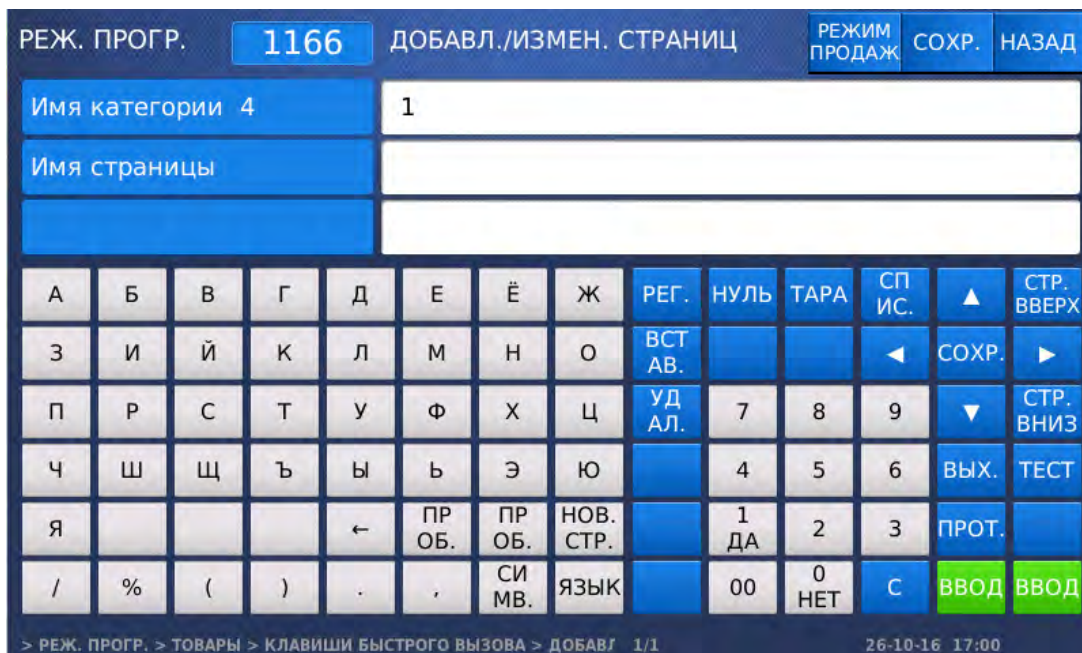 РЕЖ. ПРОГР. 1166 ДОБАВЛ./ИЗМЕН. СТРАНИЦ РЕЖИМ ПРОДАЖ СОХР. НАЗАД
Имя категории 4 1
Имя страницы
А Б В Г Д Е Ё Ж РЕГ. НУЛЬ ТАРА СП ИС. ▲ СТР. ВВЕРХ
З И Й К Л М Н О ВСТ АВ. ◀ СОХР. ▶
П Р С Т У Ф Х Ц УД АЛ. 7 8 9 ▼ СТР. ВНИЗ
Ч Ш Щ Ъ Ы Ь Э Ю 4 5 6 ВЫХ. ТЕСТ
Я ← ПР ОБ. ПР ОБ. НОВ. СТР. 1 ДА 2 3 ПРОТ.
/ % ( ) . , СИ МВ. ЯЗЫК 00 0 НЕТ С ВВОД ВВОД
> РЕЖ. ПРОГР. > ТОВАРЫ > КЛАВИШИ БЫСТРОГО ВЫЗОВА > ДОБАВЛ 1/1 26-10-16 17:00